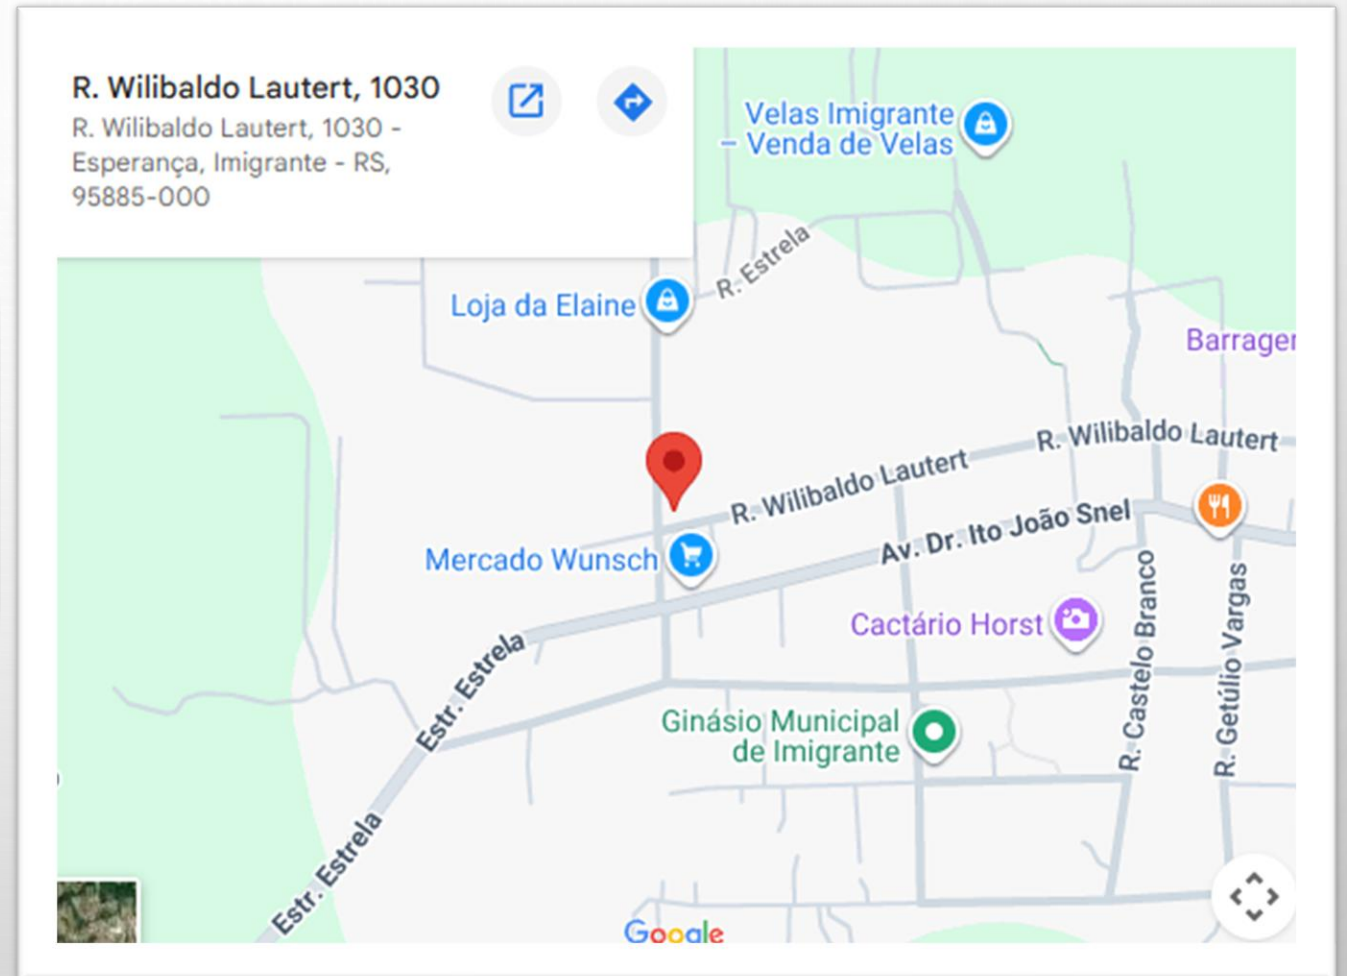 R. Wilibaldo Lautert, 1030
R. Wilibaldo Lautert, 1030 -
Esperança, Imigrante - RS,
95885-000
Velas Imigrante
– Venda de Velas
R. Estrela
Loja da Elaine
Barrager
R. Wilibaldo Lautert
R. Wilibaldo Lautert
Av. Dr. Ito João Snel
Mercado Wunsch
Cactário Horst
Estr. Estrela
R. Castelo Branco
R. Getúlio Vargas
Ginásio Municipal
de Imigrante
Estr. Estrela
Google